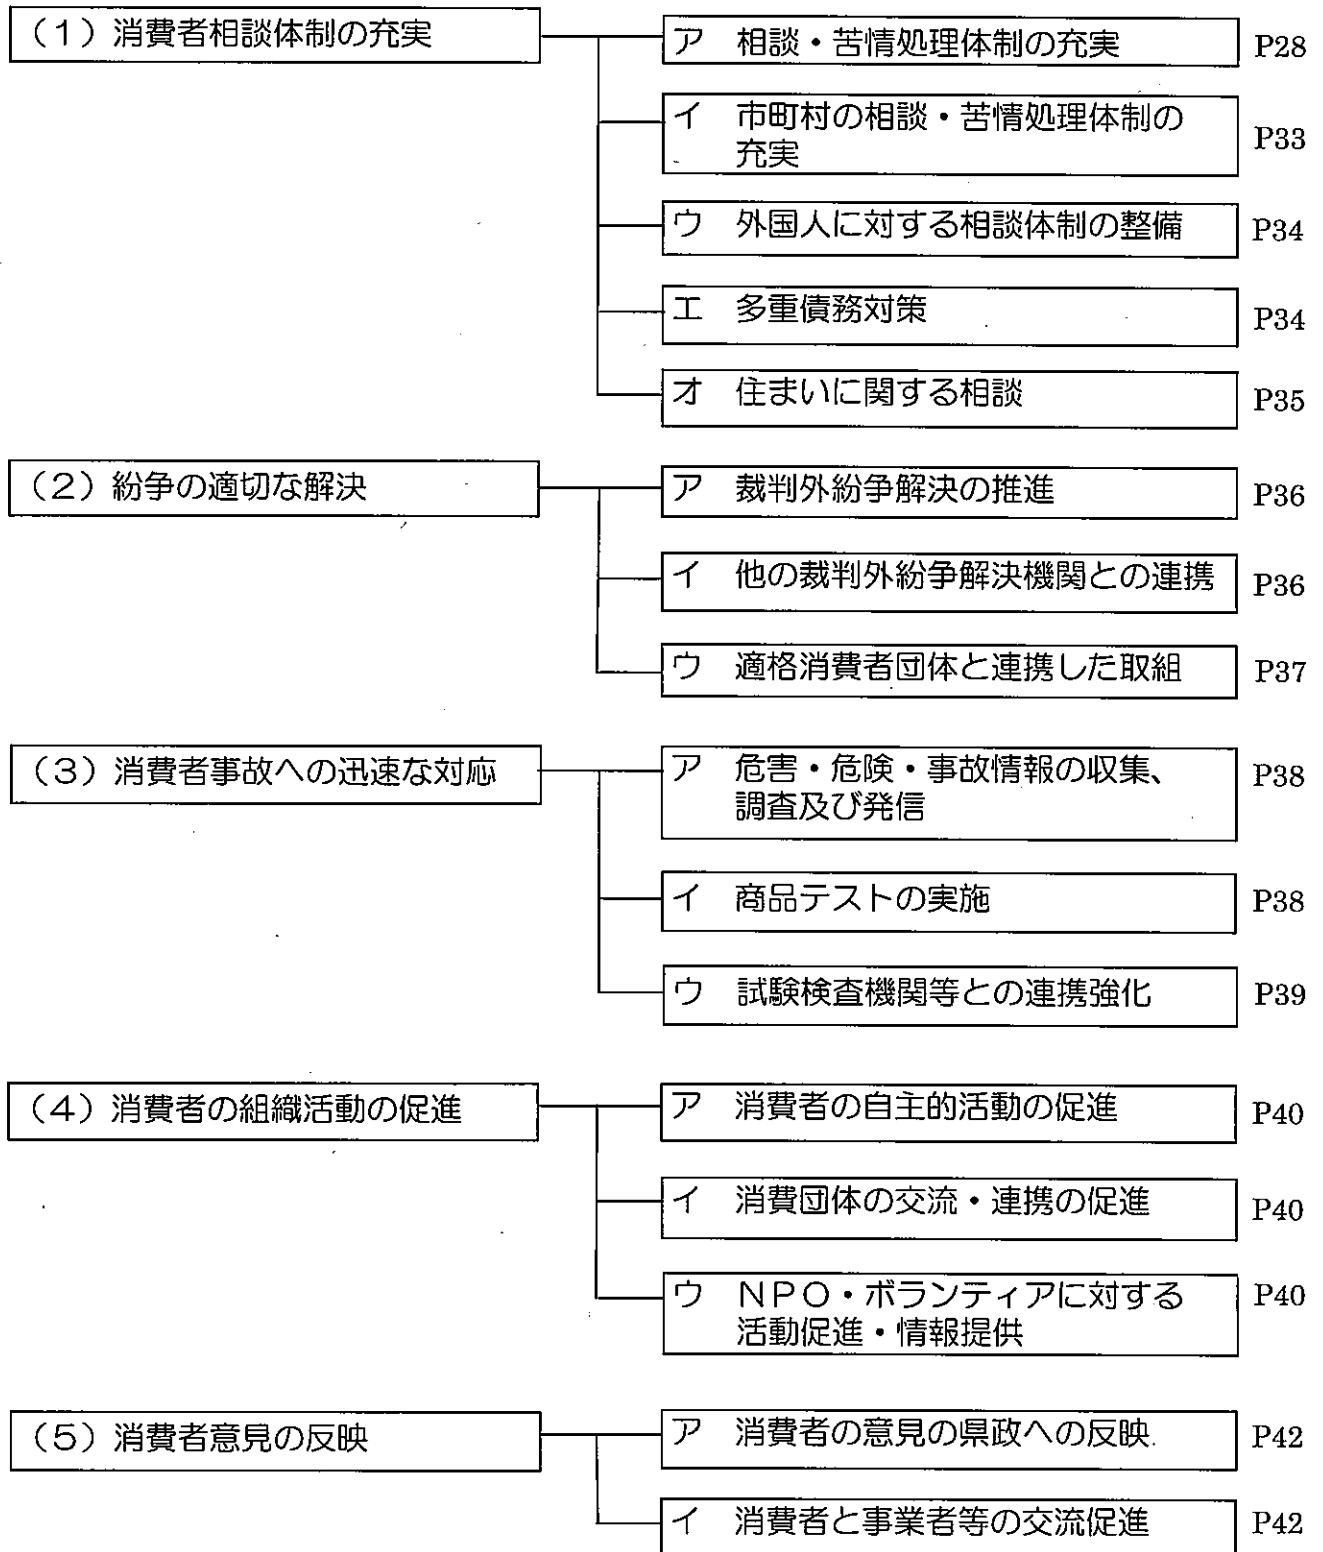 （１）消費者相談体制の充実
ア 相談・苦情処理体制の充実 P28
イ 市町村の相談・苦情処理体制の
充実 P33
ウ 外国人に対する相談体制の整備 P34
エ 多重債務対策 P34
オ 住まいに関する相談 P35
（２）紛争の適切な解決
ア 裁判外紛争解決の推進 P36
イ 他の裁判外紛争解決機関との連携 P36
ウ 適格消費者団体と連携した取組 P37
（３）消費者事故への迅速な対応
ア 危害・危険・事故情報の収集、 P38
調査及び発信
イ 商品テストの実施 P38
ウ 試験検査機関等との連携強化 P39
（４）消費者の組織活動の促進
ア 消費者の自主的活動の促進 P40
イ 消費団体の交流・連携の促進 P40
ウ ＮＰＯ・ボランティアに対する P40
活動促進・情報提供
（５）消費者意見の反映
ア 消費者の意見の県政への反映 P42
イ 消費者と事業者等の交流促進 P42